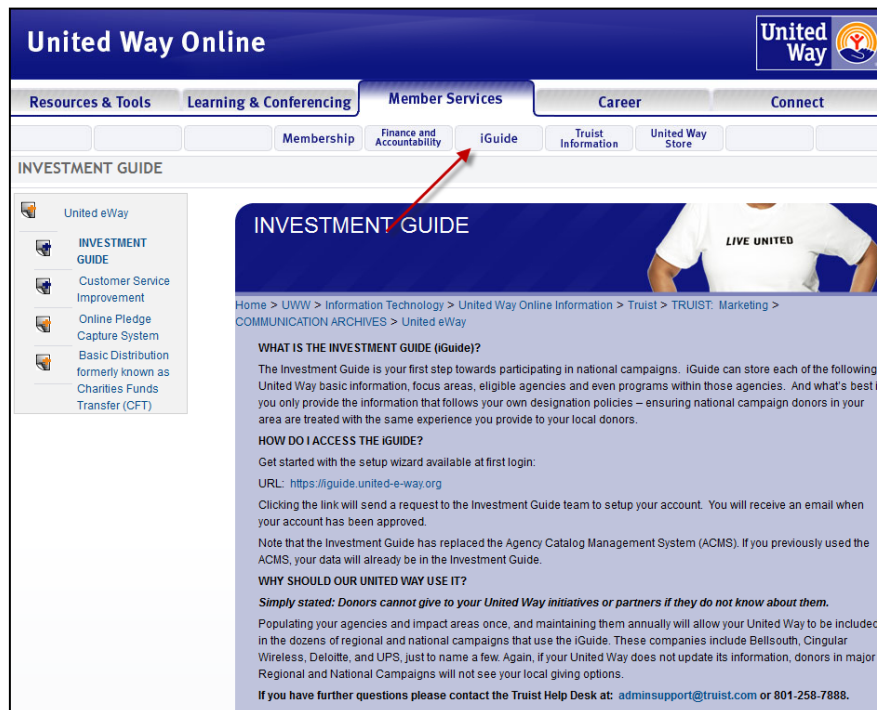 United Way Online
United
Way
Resources & Tools
Learning & Conferencing
Member Services
Career
Connect
Membership
Finance and
Accountability
iGuide
Truist
Information
United Way
Store
INVESTMENT GUIDE
United eWay
INVESTMENT
GUIDE
Customer Service
Improvement
Online Pledge
Capture System
Basic Distribution
formerly known as
Charities Funds
Transfer (CFT)
INVESTMENT GUIDE
LIVE UNITED
Home > UWW > Information Technology > United Way Online Information > Truist > TRUIST: Marketing >
COMMUNICATION ARCHIVES > United eWay
WHAT IS THE INVESTMENT GUIDE (iGuide)?
The Investment Guide is your first step towards participating in national campaigns. iGuide can store each of the following
United Way basic information, focus areas, eligible agencies and even programs within those agencies. And what's best i
you only provide the information that follows your own designation policies – ensuring national campaign donors in your
area are treated with the same experience you provide to your local donors.
HOW DO I ACCESS THE iGUIDE?
Get started with the setup wizard available at first login:
URL: https://iguide.united-e-way.org
Clicking the link will send a request to the Investment Guide team to setup your account. You will receive an email when
your account has been approved.
Note that the Investment Guide has replaced the Agency Catalog Management System (ACMS). If you previously used the
ACMS, your data will already be in the Investment Guide.
WHY SHOULD OUR UNITED WAY USE IT?
Simply stated: Donors cannot give to your United Way initiatives or partners if they do not know about them.
Populating your agencies and impact areas once, and maintaining them annually will allow your United Way to be included
in the dozens of regional and national campaigns that use the iGuide. These companies include Bellsouth, Cingular
Wireless, Deloitte, and UPS, just to name a few. Again, if your United Way does not update its information, donors in major
Regional and National Campaigns will not see your local giving options.
If you have further questions please contact the Truist Help Desk at: adminsupport@truist.com or 801-258-7888.